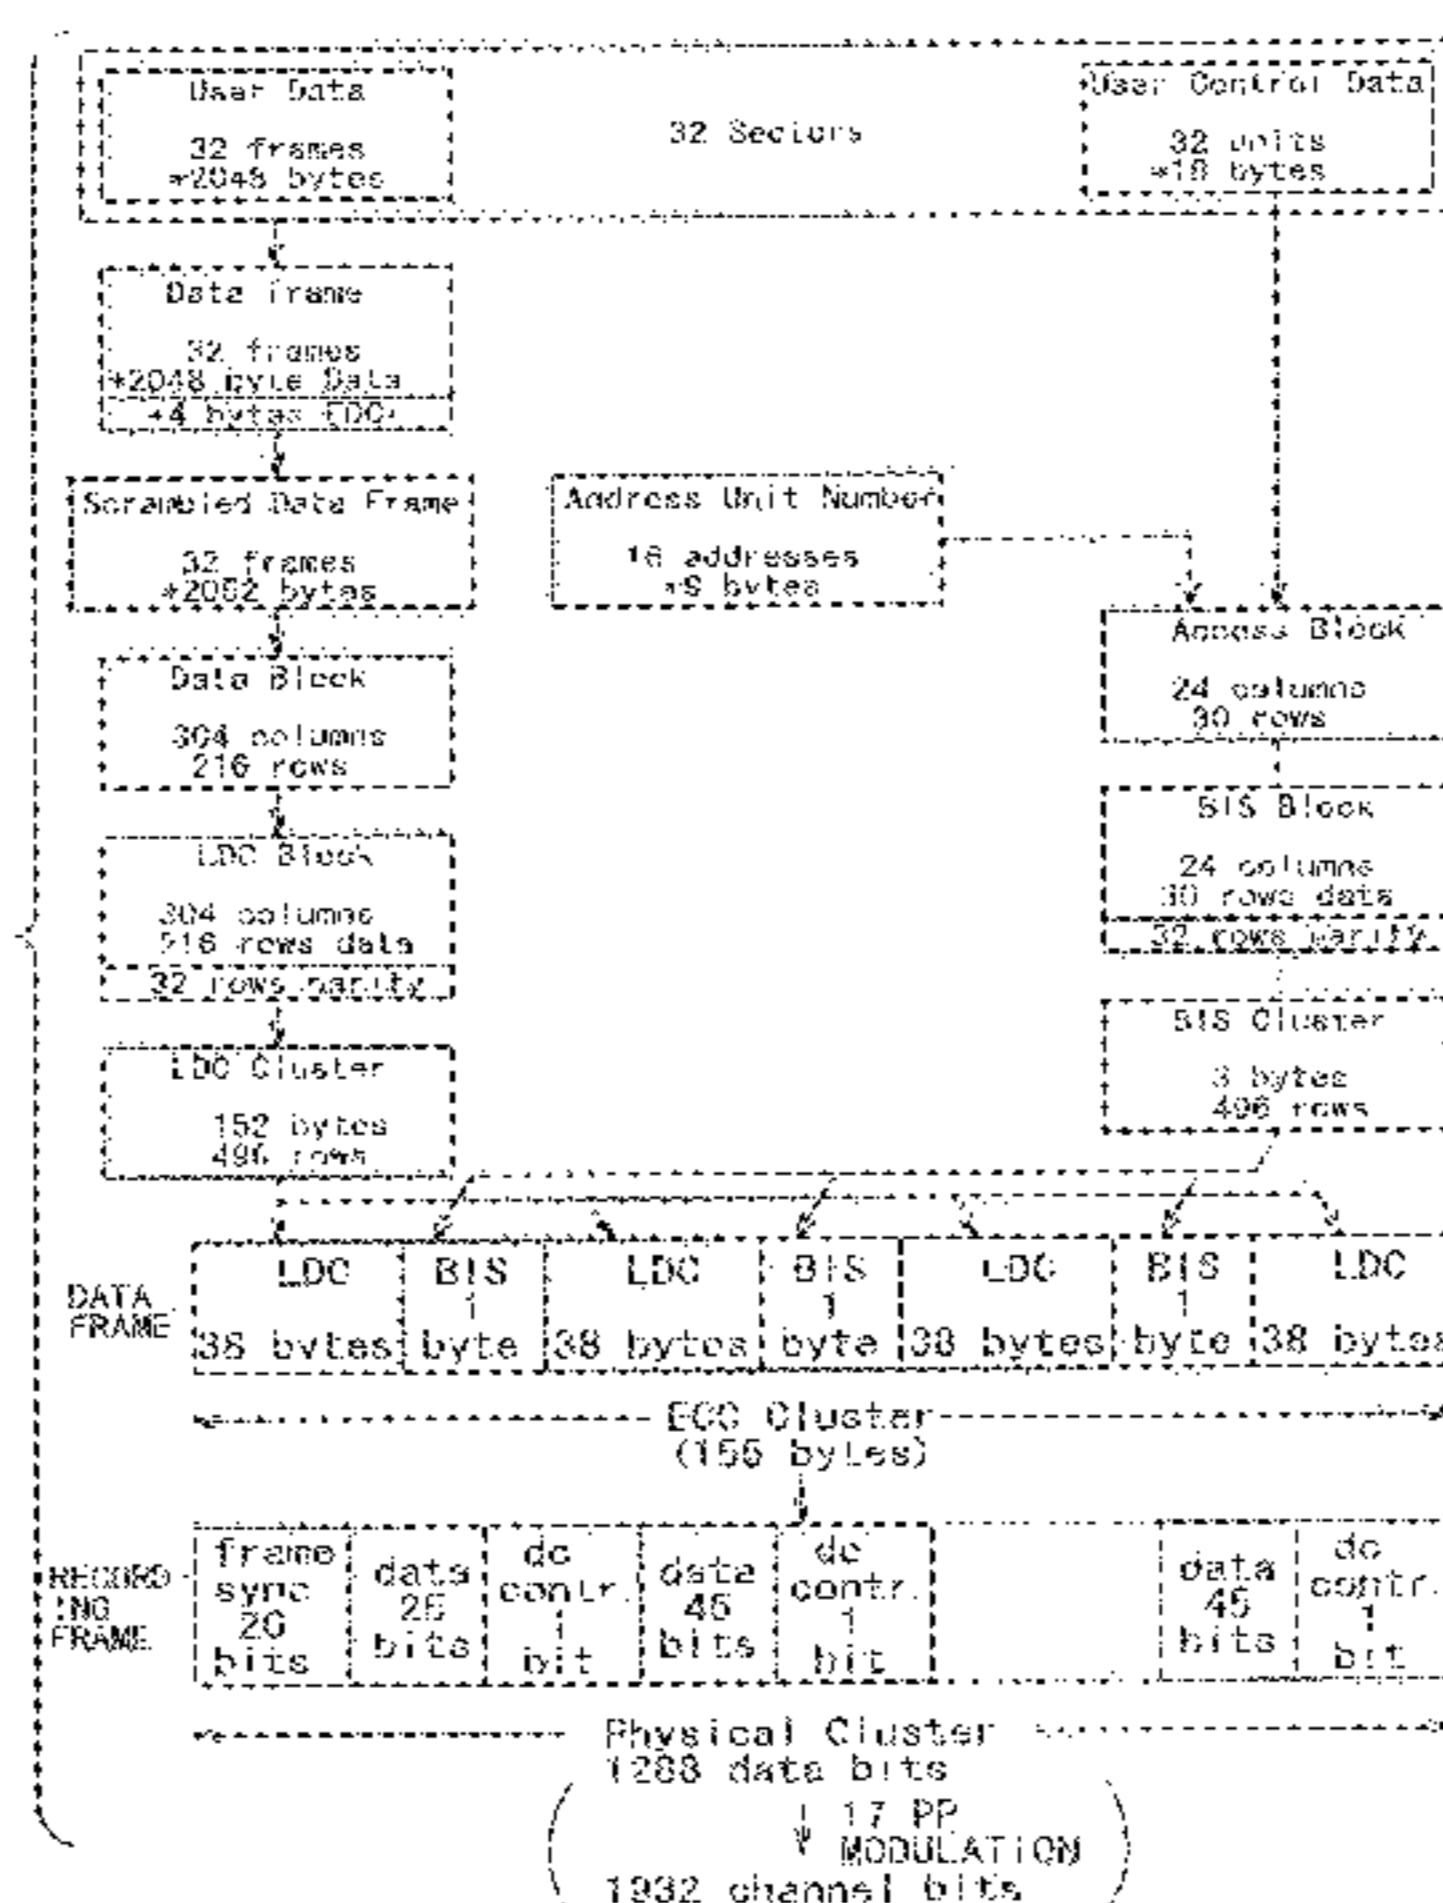 User Data
32 frames
*2048 bytes
32 Sectors
User Control Data
32 units
*18 bytes
Data frame
32 frames
*2048 byte Data
+4 bytes EDC
Scrambled Data Frame
32 frames
*2052 bytes
Address Unit Number
16 addresses
*9 bytes
Access Block
24 columns
30 rows
Data Block
304 columns
216 rows
BIS Block
24 columns
30 rows data
32 rows parity
LDC Block
304 columns
216 rows data
32 rows parity
BIS Cluster
3 bytes
496 rows
LDC Cluster
152 bytes
496 rows
DATA
FRAME
LDC
38 bytes
BIS
1
byte
LDC
38 bytes
BIS
1
byte
LDC
38 bytes
BIS
1
byte
LDC
38 bytes
ECC Cluster
(155 bytes)
RECORD
ING
FRAME
frame
sync
20
bits
data
25
bits
dc
contr.
1
bit
data
45
bits
dc
contr.
1
bit
data
45
bits
dc
contr.
1
bit
Physical Cluster
1288 data bits
17 PP
MODULATION
1932 channel bits